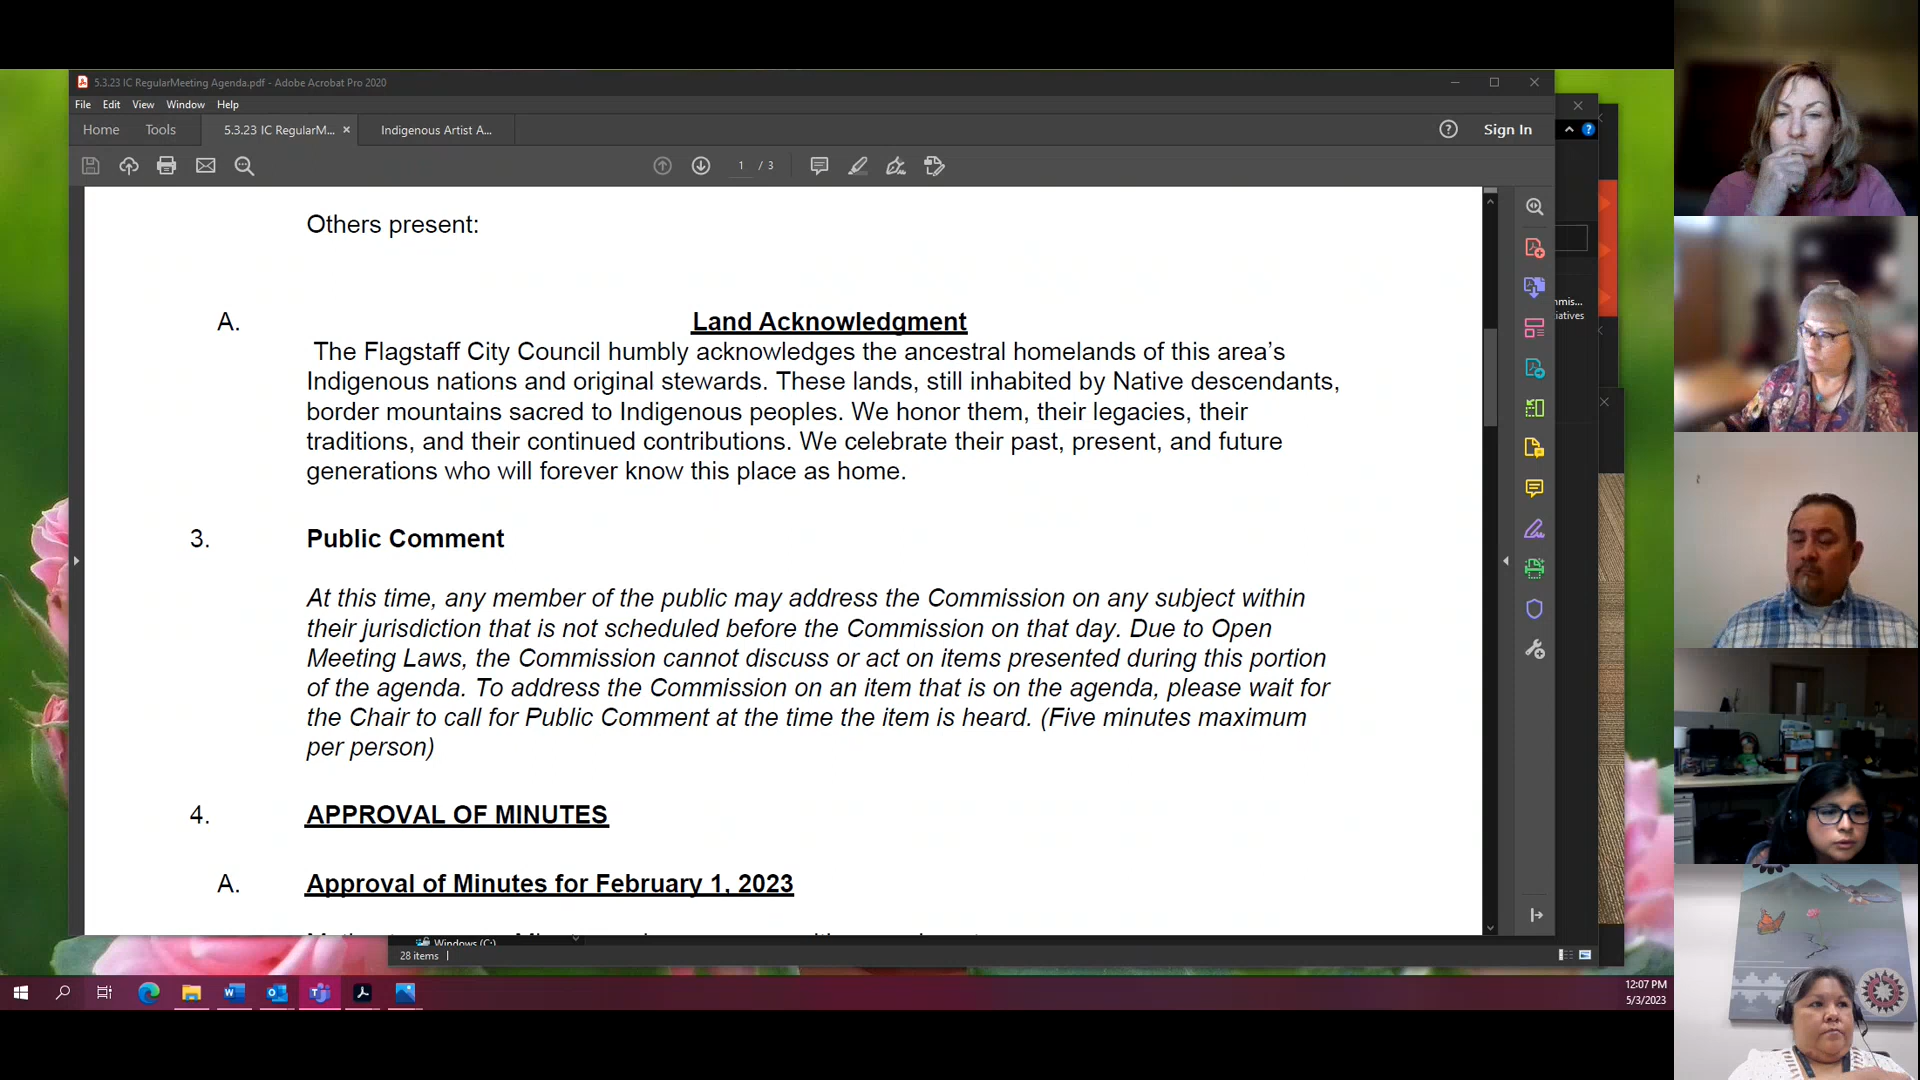 5.3.23 IC RegularMeeting Agenda.pdf - Adobe Acrobat Pro 2020
File Edit View Window Help
Home Tools 5.3.23 IC RegularM... × Indigenous Artist A... Sign In
1 / 3
Others present:
A. Land Acknowledgment
The Flagstaff City Council humbly acknowledges the ancestral homelands of this area's
Indigenous nations and original stewards. These lands, still inhabited by Native descendants,
border mountains sacred to Indigenous peoples. We honor them, their legacies, their
traditions, and their continued contributions. We celebrate their past, present, and future
generations who will forever know this place as home.
3. Public Comment
At this time, any member of the public may address the Commission on any subject within
their jurisdiction that is not scheduled before the Commission on that day. Due to Open
Meeting Laws, the Commission cannot discuss or act on items presented during this portion
of the agenda. To address the Commission on an item that is on the agenda, please wait for
the Chair to call for Public Comment at the time the item is heard. (Five minutes maximum
per person)
4. APPROVAL OF MINUTES
A. Approval of Minutes for February 1, 2023
Windows (C:)
28 items
12:07 PM
5/3/2023